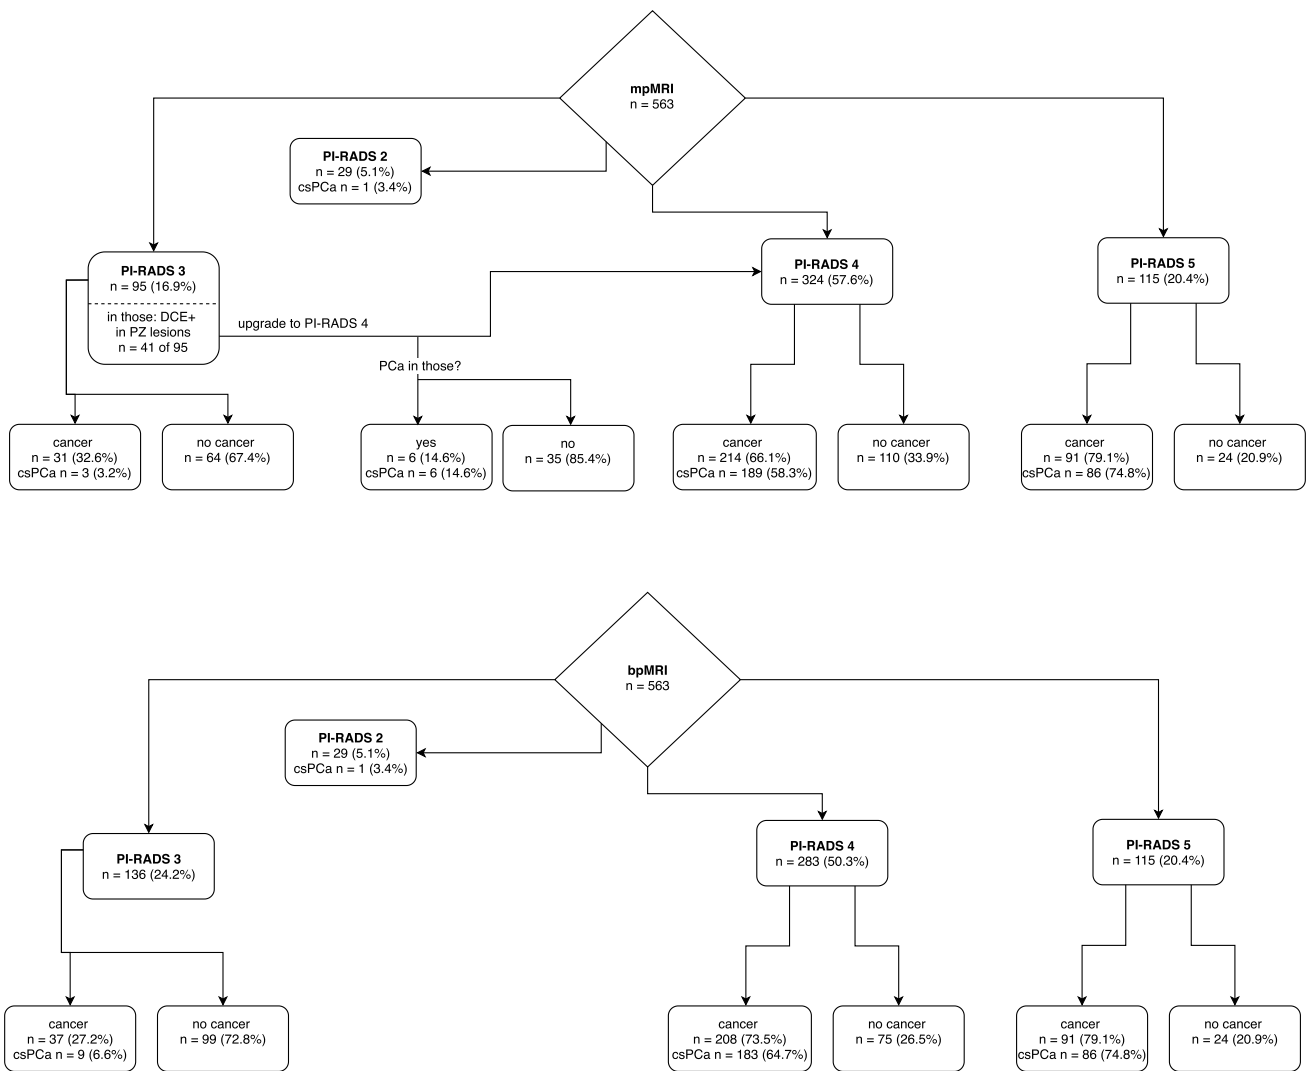 mpMRI
n = 563
PI-RADS 2
n = 29 (5.1%)
csPCa n = 1 (3.4%)
PI-RADS 3
n = 95 (16.9%)
in those: DCE+
in PZ lesions
n = 41 of 95
upgrade to PI-RADS 4
PCa in those?
PI-RADS 4
n = 324 (57.6%)
PI-RADS 5
n = 115 (20.4%)
cancer
n = 31 (32.6%)
csPCa n = 3 (3.2%)
no cancer
n = 64 (67.4%)
yes
n = 6 (14.6%)
csPCa n = 6 (14.6%)
no
n = 35 (85.4%)
cancer
n = 214 (66.1%)
csPCa n = 189 (58.3%)
no cancer
n = 110 (33.9%)
cancer
n = 91 (79.1%)
csPCa n = 86 (74.8%)
no cancer
n = 24 (20.9%)
bpMRI
n = 563
PI-RADS 2
n = 29 (5.1%)
csPCa n = 1 (3.4%)
PI-RADS 3
n = 136 (24.2%)
PI-RADS 4
n = 283 (50.3%)
PI-RADS 5
n = 115 (20.4%)
cancer
n = 37 (27.2%)
csPCa n = 9 (6.6%)
no cancer
n = 99 (72.8%)
cancer
n = 208 (73.5%)
csPCa n = 183 (64.7%)
no cancer
n = 75 (26.5%)
cancer
n = 91 (79.1%)
csPCa n = 86 (74.8%)
no cancer
n = 24 (20.9%)